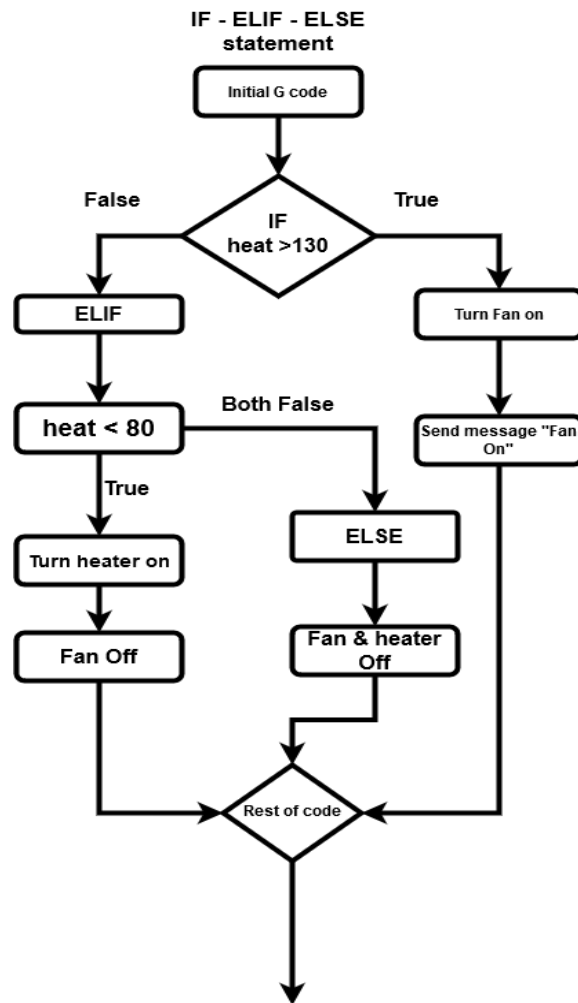 IF - ELIF - ELSE
statement
Initial G code
False
True
IF
heat >130
ELIF
Turn Fan on
heat < 80
Both False
Send message "Fan
On"
True
Turn heater on
ELSE
Fan Off
Fan & heater
Off
Rest of code